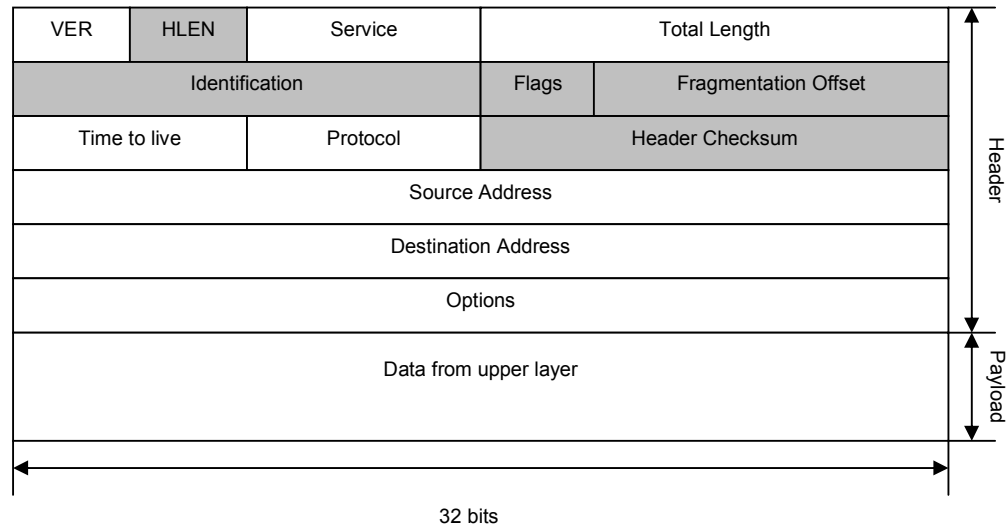 VER HLEN Service Total Length
Identification Flags Fragmentation Offset
Time to live Protocol Header Checksum
Source Address
Destination Address
Options
Header
Data from upper layer
Payload
32 bits